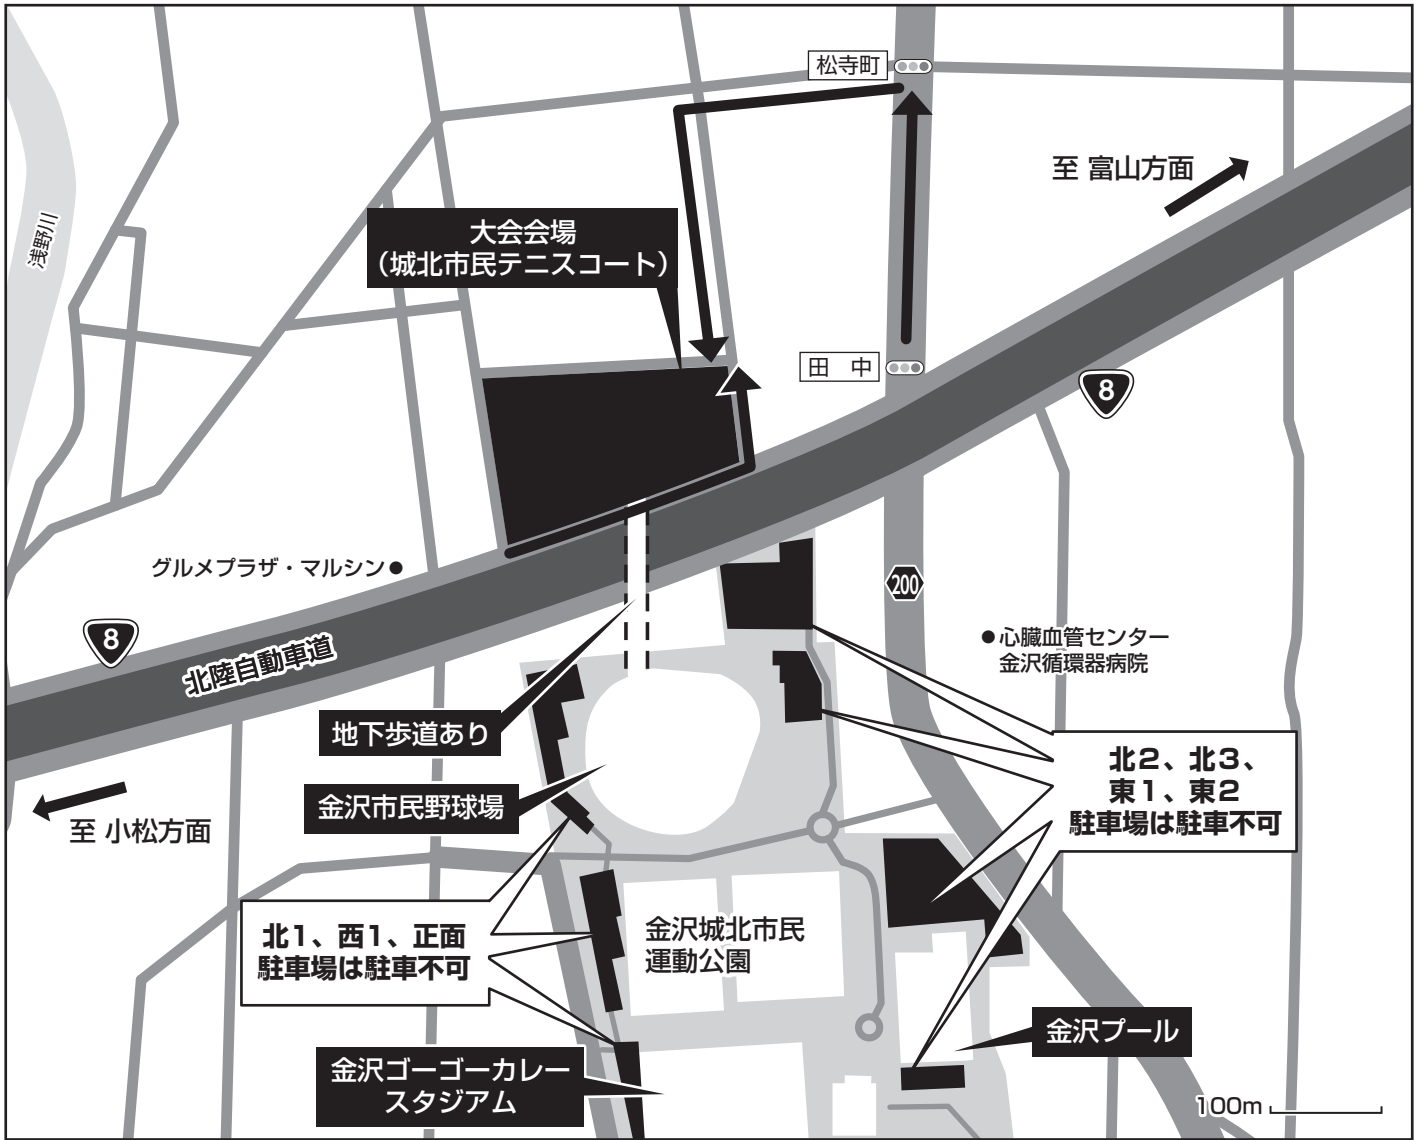 松寺町
至 富山方面
浅野川
大会会場
（城北市民テニスコート）
田　中
8
グルメプラザ・マルシン●
200
8
●心臓血管センター
金沢循環器病院
北陸自動車道
地下歩道あり
北2、北3、
東1、東2
駐車場は駐車不可
金沢市民野球場
至 小松方面
北1、西1、正面
駐車場は駐車不可
金沢城北市民
運動公園
金沢プール
金沢ゴーゴーカレー
スタジアム
100m